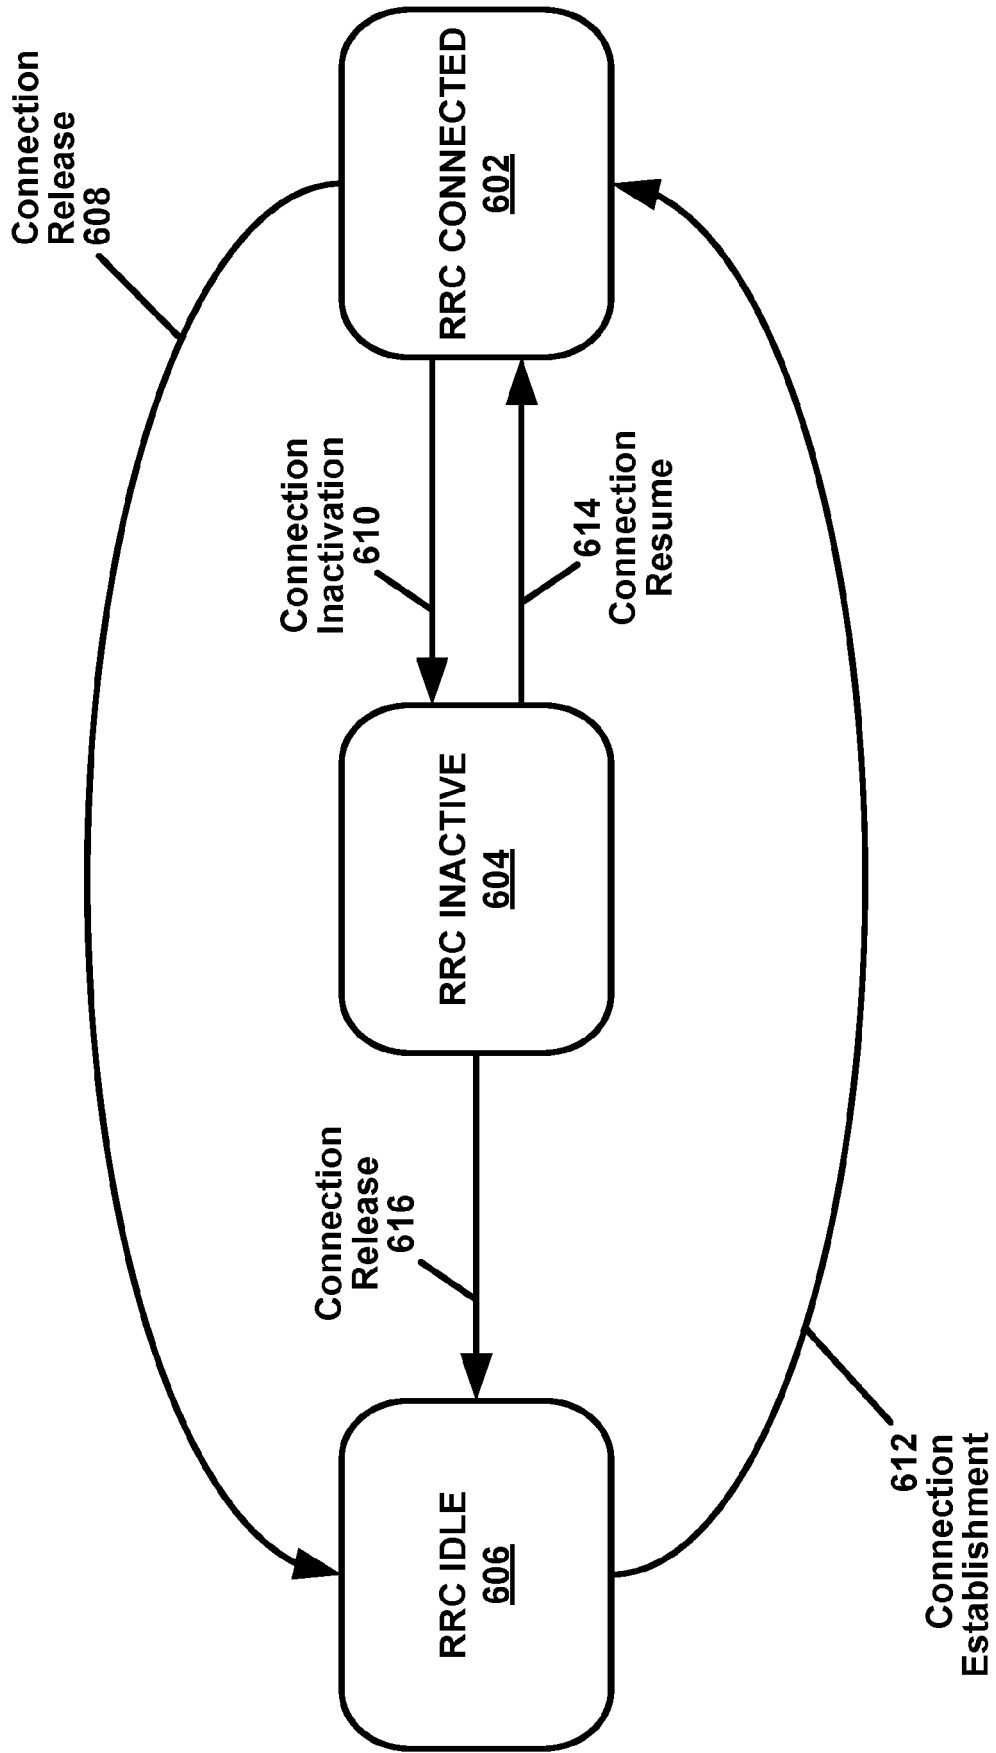 Connection
Release
608
RRC IDLE
606
Connection
Release
616
RRC INACTIVE
604
Connection
Inactivation
610
614
Connection
Resume
RRC CONNECTED
602
612
Connection
Establishment